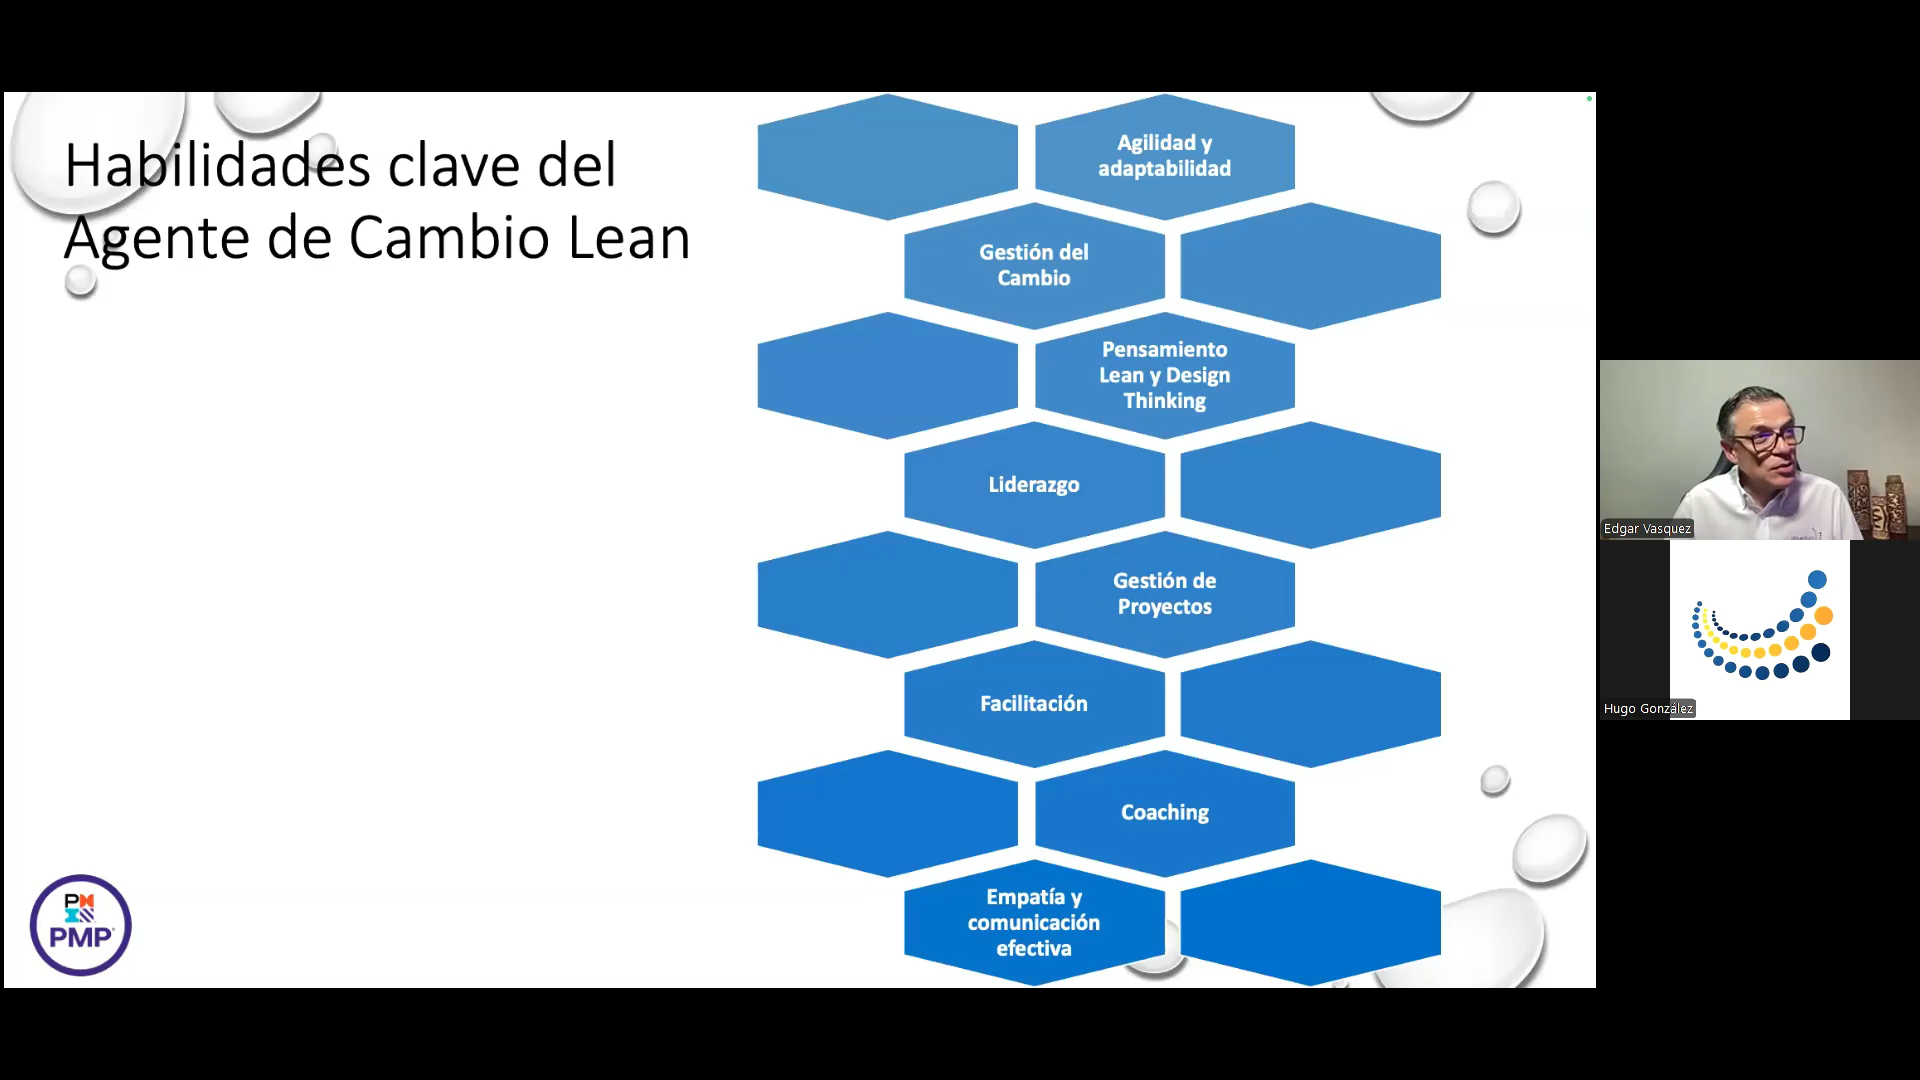 Habilidades clave del
Agente de Cambio Lean
Agilidad y
adaptabilidad
Gestión del
Cambio
Pensamiento
Lean y Design
Thinking
Liderazgo
Gestión de
Proyectos
Facilitación
Coaching
Empatía y
comunicación
efectiva
PMP
Edgar Vasquez
Hugo González